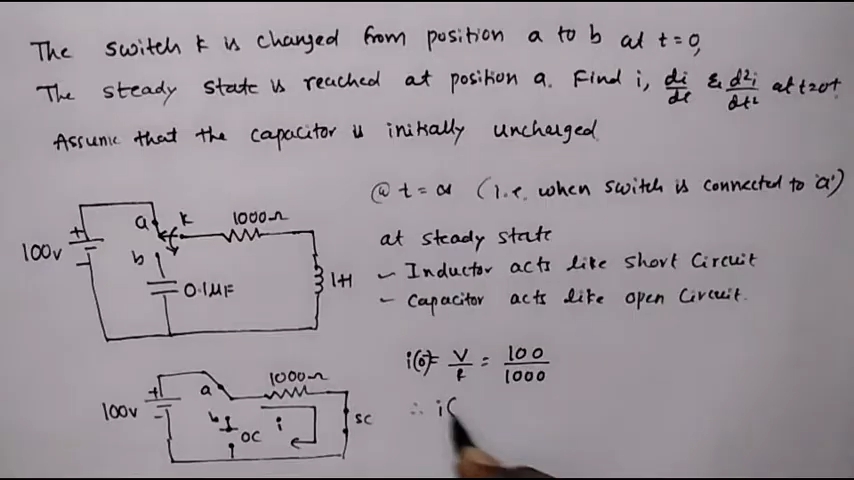 The switch k is changed from position a to b at t=0,
The steady state is reached at position a. Find i, di/dt & d²i/dt² at t=0+.
Assume that the capacitor is initially uncharged.
@ t = α (i.e. when switch is connected to 'a')
at steady state
- Inductor acts like short circuit
- Capacitor acts like open circuit.
100v
+
a
k
1000Ω
b
0.1μF
1H
i(0)= V/R = 100/1000
∴ i(
100v
+
-
a
1000Ω
b
OC
i
SC